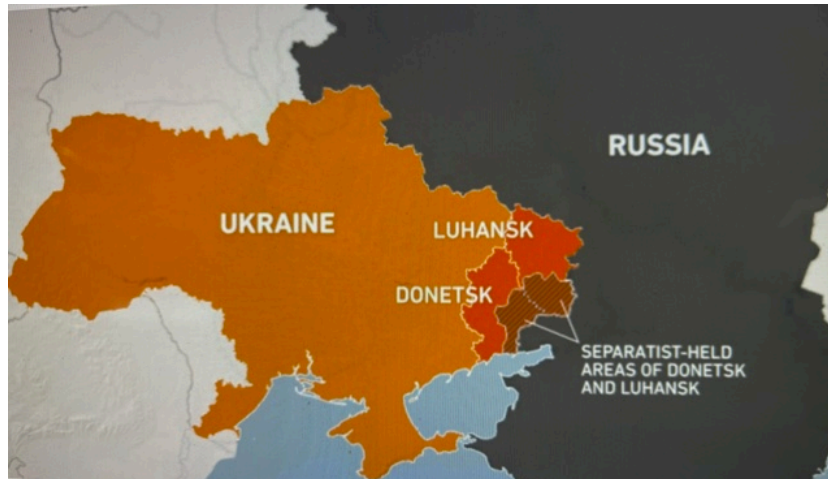 RUSSIA
UKRAINE
LUHANSK
DONETSK
SEPARATIST-HELD
AREAS OF DONETSK
AND LUHANSK